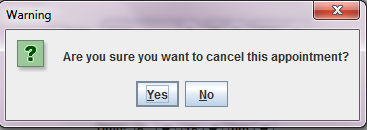 Warning
?
Are you sure you want to cancel this appointment?
Yes No